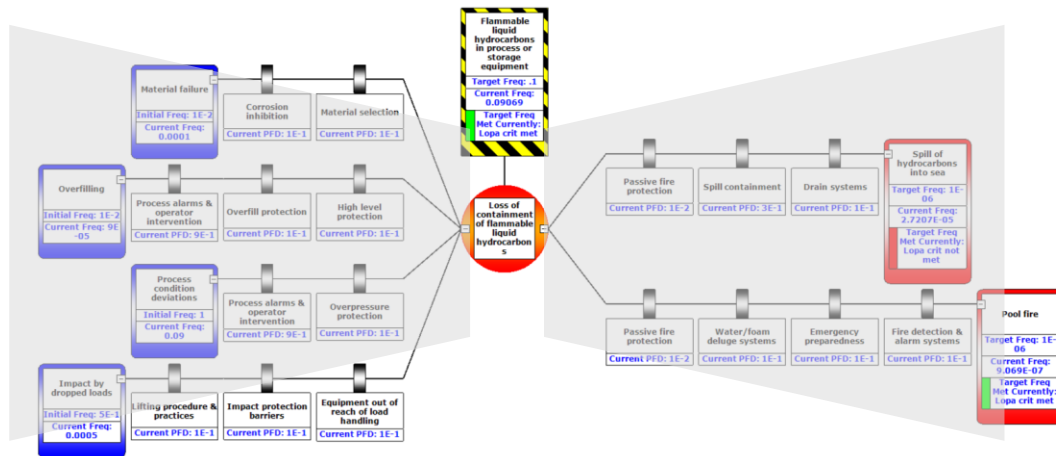 Flammable
liquid
hydrocarbons
in process or
storage
equipment
Target Freq: .1
Current Freq:
0.09069
Target Freq
Met Currently:
Lopa crit met
Loss of
containment
of flammable
liquid
hydrocarbon
s
Material failure
Initial Freq: 1E-2
Current Freq:
0.0001
Corrosion
inhibition
Current PFD: 1E-1
Material selection
Current PFD: 1E-1
Overfilling
Initial Freq: 1E-2
Current Freq: 9E
-05
Process alarms &
operator
intervention
Current PFD: 9E-1
Overfill protection
Current PFD: 1E-1
High level
protection
Current PFD: 1E-1
Process
condition
deviations
Initial Freq: 1
Current Freq:
0.09
Process alarms &
operator
intervention
Current PFD: 9E-1
Overpressure
protection
Current PFD: 1E-1
Impact by
dropped loads
Initial Freq: 5E-1
Current Freq:
0.0005
Lifting procedure &
practices
Current PFD: 1E-1
Impact protection
barriers
Current PFD: 1E-1
Equipment out of
reach of load
handling
Current PFD: 1E-1
Passive fire
protection
Current PFD: 1E-2
Spill containment
Current PFD: 3E-1
Drain systems
Current PFD: 1E-1
Spill of
hydrocarbons
into sea
Target Freq: 1E-
06
Current Freq:
2.7207E-05
Target Freq
Met Currently:
Lopa crit not
met
Passive fire
protection
Current PFD: 1E-2
Water/foam
deluge systems
Current PFD: 1E-1
Emergency
preparedness
Current PFD: 1E-1
Fire detection &
alarm systems
Current PFD: 1E-1
Pool fire
Target Freq: 1E-
06
Current Freq:
9.069E-07
Target Freq
Met Currently:
Lopa crit met